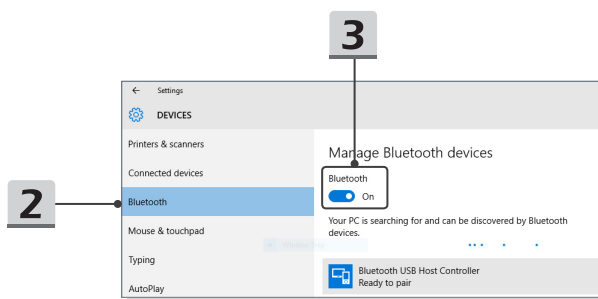 3
Settings
DEVICES
Printers & scanners
Manage Bluetooth devices
Connected devices
Bluetooth
On
2
Bluetooth
Your PC is searching for and can be discovered by Bluetooth
devices.
Mouse & touchpad
Typing
Bluetooth USB Host Controller
Ready to pair
AutoPlay